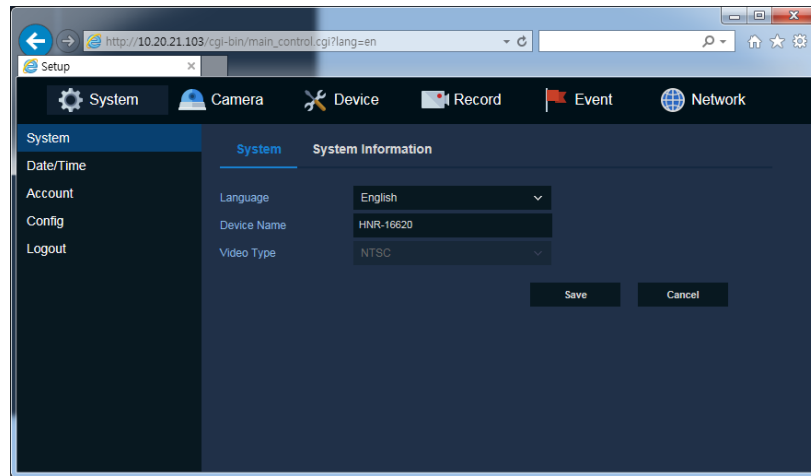 http://10.20.21.103/cgi-bin/main_control.cgi?lang=en
Setup
System Camera Device Record Event Network
System
Date/Time
Account
Config
Logout
System System Information
Language English
Device Name HNR-16620
Video Type NTSC
Save Cancel